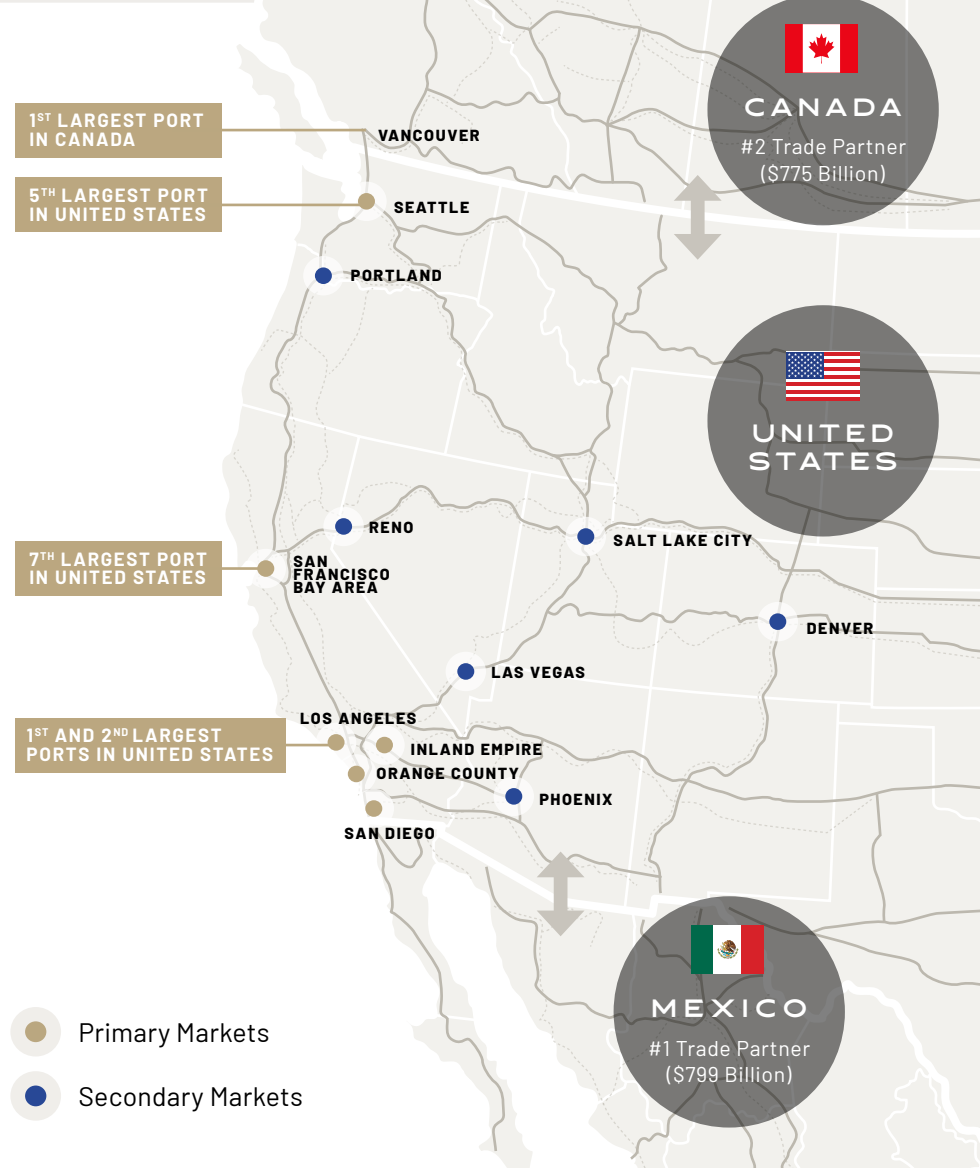 CANADA
#2 Trade Partner
($775 Billion)
1ST LARGEST PORT
IN CANADA
VANCOUVER
5TH LARGEST PORT
IN UNITED STATES
SEATTLE
PORTLAND
UNITED
STATES
RENO
SALT LAKE CITY
7TH LARGEST PORT
IN UNITED STATES
SAN
FRANCISCO
BAY AREA
DENVER
LAS VEGAS
LOS ANGELES
1ST AND 2ND LARGEST
PORTS IN UNITED STATES
INLAND EMPIRE
ORANGE COUNTY
PHOENIX
SAN DIEGO
MEXICO
#1 Trade Partner
($799 Billion)
Primary Markets
Secondary Markets